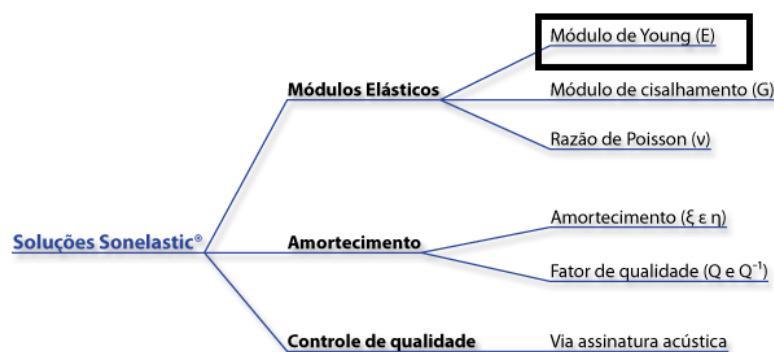 Módulo de Young (E)
Módulos Elásticos
Módulo de cisalhamento (G)
Razão de Poisson (ν)
Soluções Sonelastic®
Amortecimento
Amortecimento (ξ ε η)
Fator de qualidade (Q e Q⁻¹)
Controle de qualidade
Via assinatura acústica